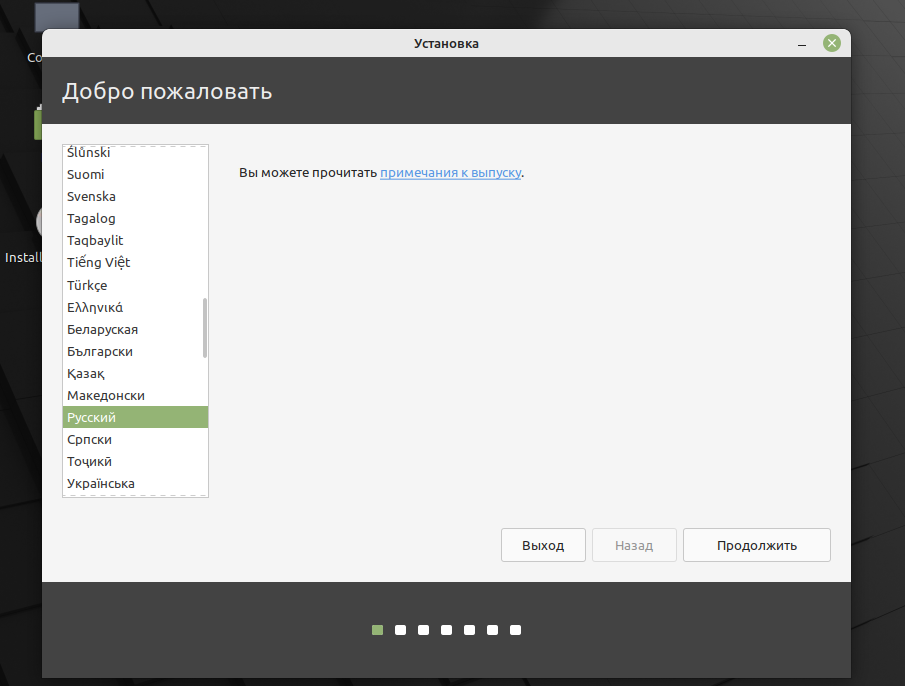 Установка
Co
Добро пожаловать
Ślůnski
Suomi
Svenska
Tagalog
Taqbaylit
Tiếng Việt
Türkçe
Ελληνικά
Беларуская
Български
Қазақ
Македонски
Русский
Српски
Тоҷикӣ
Українська
Вы можете прочитать примечания к выпуску.
Install
Выход
Назад
Продолжить